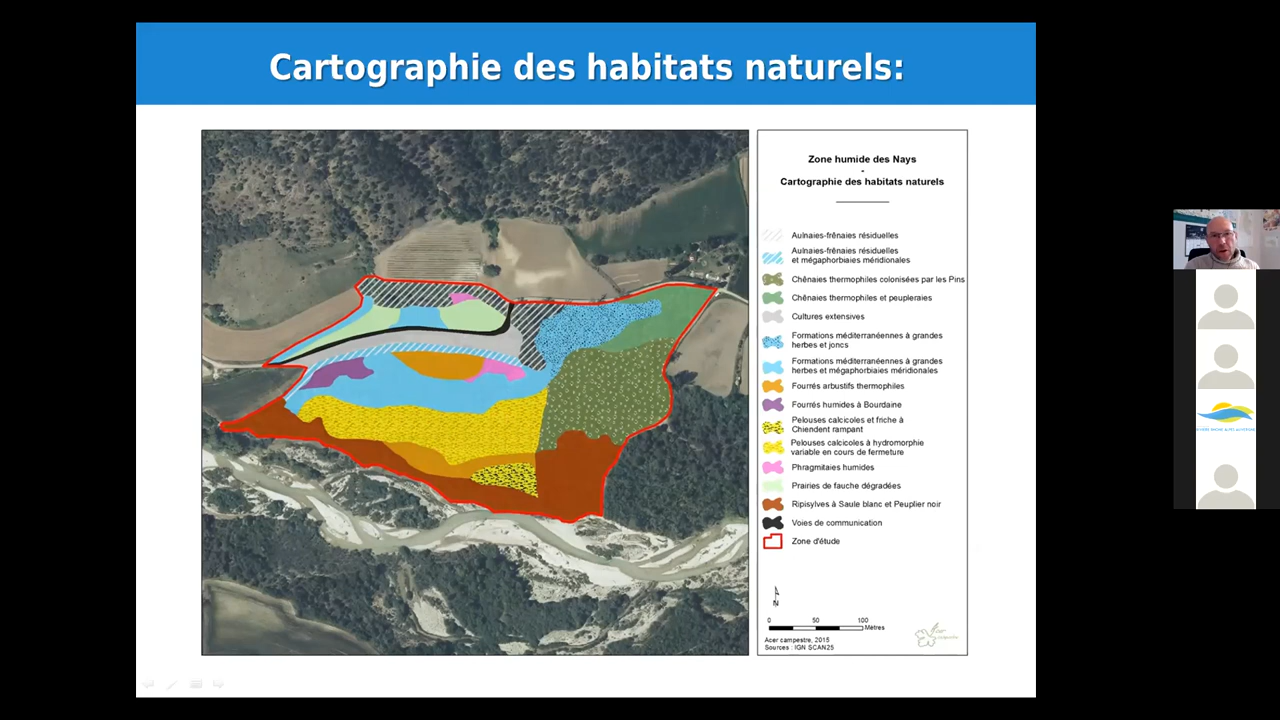 Cartographie des habitats naturels:
Zone humide des Nays
-
Cartographie des habitats naturels
Aulnaies-frênaies résiduelles
Aulnaies-frênaies résiduelles
et mégaphorbiaies méridionales
Chênaies thermophiles colonisées par les Pins
Chênaies thermophiles et peupleraies
Cultures extensives
Formations méditerranéennes à grandes
herbes et joncs
Formations méditerranéennes à grandes
herbes et mégaphorbiaies méridionales
Fourrés arbustifs thermophiles
Fourrés humides à Bourdaine
Pelouses calcicoles et friche à
Chiendent rampant
Pelouses calcicoles à hydromorphie
variable en cours de fermeture
Phragmitaies humides
Prairies de fauche dégradées
Ripisylves à Saule blanc et Peuplier noir
Voies de communication
Zone d'étude
N
0 50 100
Mètres
Acer campestre, 2015
Sources : IGN SCAN25
Acer
campestre